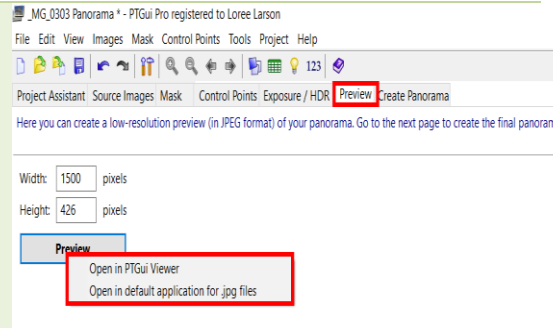 _MG_0303 Panorama * - PTGui Pro registered to Loree Larson
File Edit View Images Mask Control Points Tools Project Help
123
Project Assistant Source Images Mask Control Points Exposure / HDR Preview Create Panorama
Here you can create a low-resolution preview (in JPEG format) of your panorama. Go to the next page to create the final
Width: 1500 pixels
Height: 426 pixels
Preview
Open in PTGui Viewer
Open in default application for .jpg files